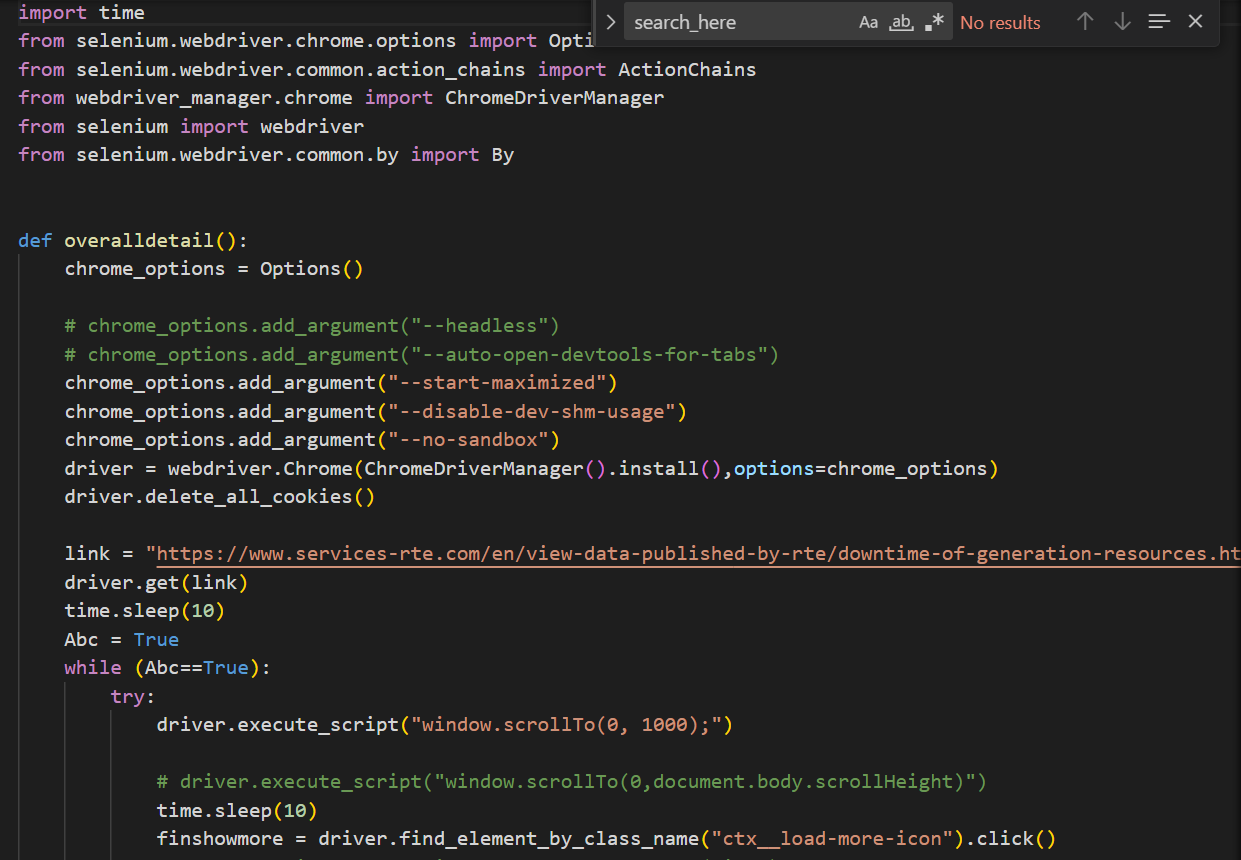 import time
from selenium.webdriver.chrome.options import Opti
search_here Aa ab .* No results
from selenium.webdriver.common.action_chains import ActionChains
from webdriver_manager.chrome import ChromeDriverManager
from selenium import webdriver
from selenium.webdriver.common.by import By
def overalldetail():
chrome_options = Options()
# chrome_options.add_argument("--headless")
# chrome_options.add_argument("--auto-open-devtools-for-tabs")
chrome_options.add_argument("--start-maximized")
chrome_options.add_argument("--disable-dev-shm-usage")
chrome_options.add_argument("--no-sandbox")
driver = webdriver.Chrome(ChromeDriverManager().install(),options=chrome_options)
driver.delete_all_cookies()
link = "https://www.services-rte.com/en/view-data-published-by-rte/downtime-of-generation-resources.ht
driver.get(link)
time.sleep(10)
Abc = True
while (Abc==True):
try:
driver.execute_script("window.scrollTo(0, 1000);")
# driver.execute_script("window.scrollTo(0,document.body.scrollHeight)")
time.sleep(10)
finshowmore = driver.find_element_by_class_name("ctx__load-more-icon").click()